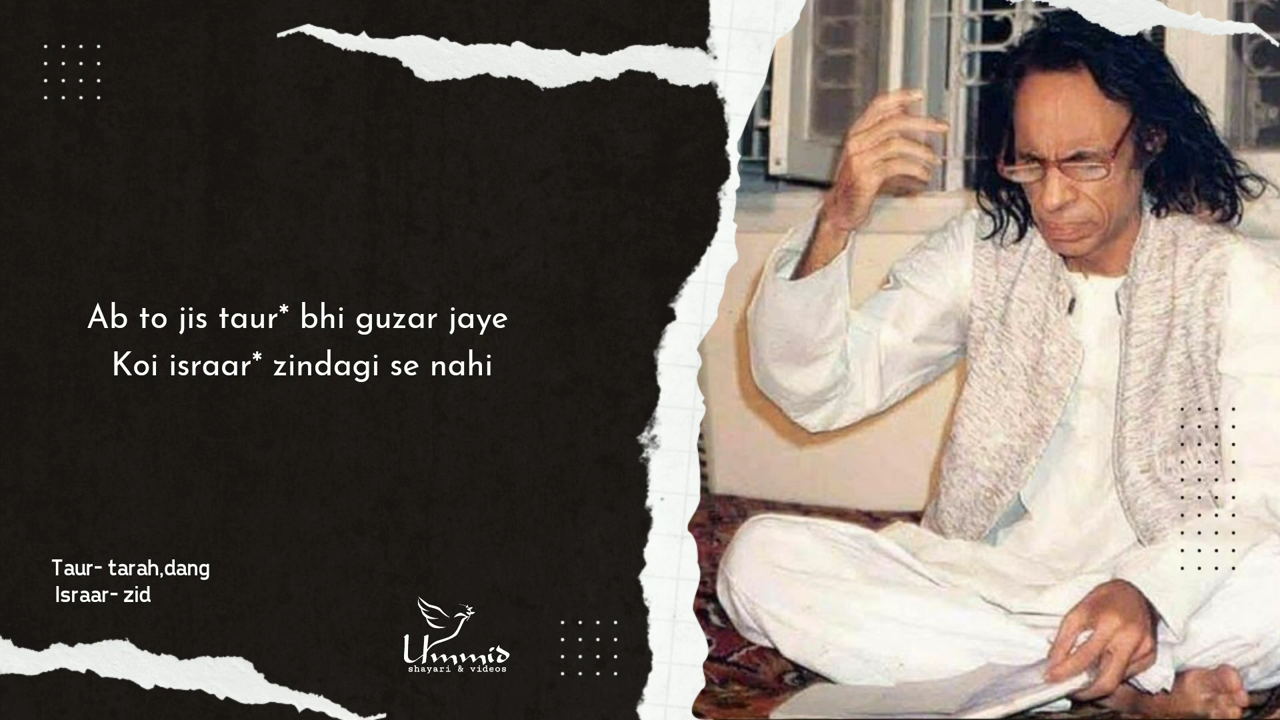 Ab to jis taur* bhi guzar jaye
Koi israar* zindagi se nahi
Taur- tarah,dang
Israar- zid
Ummid
shayari & videos